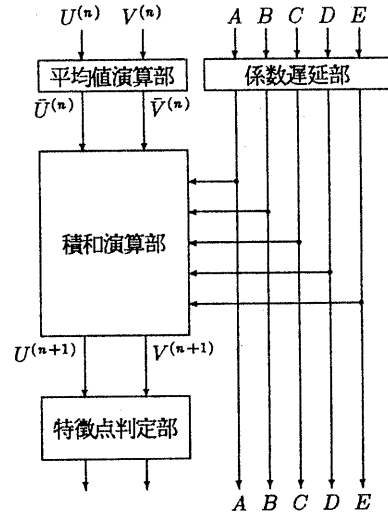 U^(n) V^(n) A B C D E
平均値演算部 係数遅延部
Ū^(n) V̄^(n)
積和演算部
U^(n+1) V^(n+1)
特徴点判定部
A B C D E